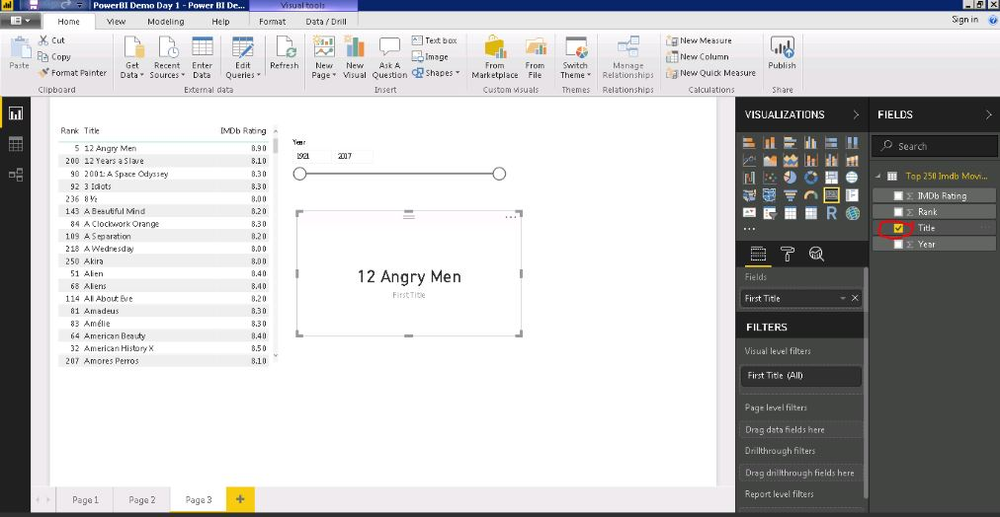 PowerBI Demo Day 1 - Power BI De...
Visual tools
Home View Modeling Help Format Data / Drill
Sign in
Paste
Cut
Copy
Format Painter
Clipboard
Get Data
Recent Sources
Enter Data
Edit Queries
Refresh
External data
New Page
New Visual
Ask A Question
Text box
Image
Shapes
Insert
From Marketplace
From File
Custom visuals
Switch Theme
Themes
Manage Relationships
Relationships
New Measure
New Column
New Quick Measure
Calculations
Publish
Share
Rank Title IMDb Rating
5 12 Angry Men 8.90
200 12 Years a Slave 8.10
90 2001: A Space Odyssey 8.30
92 3 Idiots 8.30
236 8½ 8.00
143 A Beautiful Mind 8.20
84 A Clockwork Orange 8.30
109 A Separation 8.20
218 A Wednesday 8.00
250 Akira 8.00
51 Alien 8.40
68 Aliens 8.40
114 All About Eve 8.20
81 Amadeus 8.30
83 Amélie 8.30
64 American Beauty 8.40
32 American History X 8.50
207 Amores Perros 8.10
Year
1921 2017
12 Angry Men
First Title
VISUALIZATIONS
R
Fields
First Title
FILTERS
Visual level filters
First Title (All)
Page level filters
Drag data fields here
Drillthrough filters
Drag drillthrough fields here
Report level filters
FIELDS
Search
Top 250 Imdb Movi...
Σ IMDb Rating
Σ Rank
Title
Σ Year
Page 1 Page 2 Page 3 +